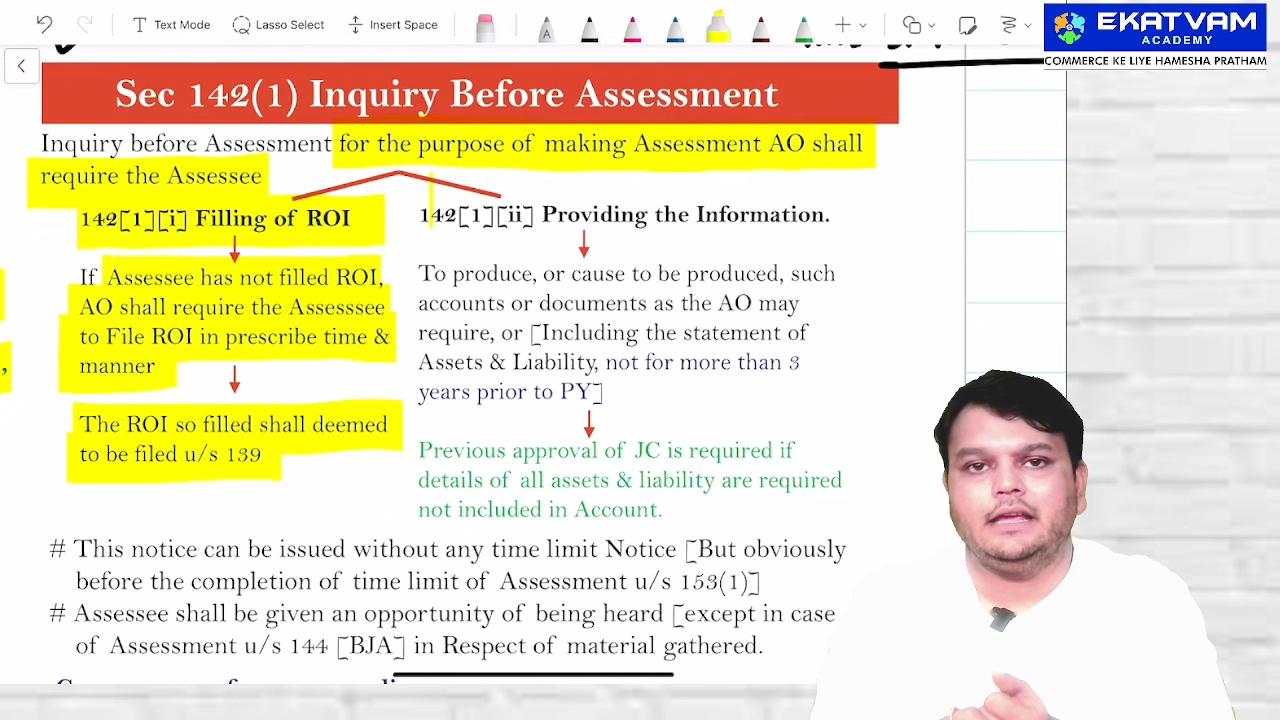 Text Mode
Lasso Select
Insert Space
EKATVAM
ACADEMY
COMMERCE KE LIYE HAMESHA PRATHAM
Sec 142(1) Inquiry Before Assessment
Inquiry before Assessment for the purpose of making Assessment AO shall
require the Assessee
142[1][i] Filling of ROI
If Assessee has not filled ROI,
AO shall require the Assesssee
to File ROI in prescribe time &
manner
The ROI so filled shall deemed
to be filed u/s 139
142[1][ii] Providing the Information.
To produce, or cause to be produced, such
accounts or documents as the AO may
require, or [Including the statement of
Assets & Liability, not for more than 3
years prior to PY]
Previous approval of JC is required if
details of all assets & liability are required
not included in Account.
# This notice can be issued without any time limit Notice [But obviously
before the completion of time limit of Assessment u/s 153(1)]
# Assessee shall be given an opportunity of being heard [except in case
of Assessment u/s 144 [BJA] in Respect of material gathered.